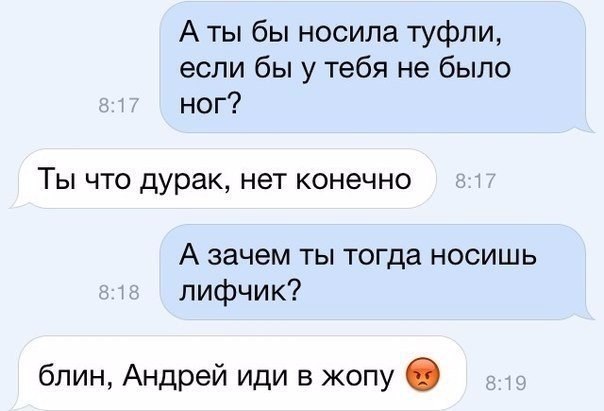 А ты бы носила туфли,
если бы у тебя не было
ног?
8:17
Ты что дурак, нет конечно
8:17
А зачем ты тогда носишь
лифчик?
8:18
блин, Андрей иди в жопу 😡
8:19